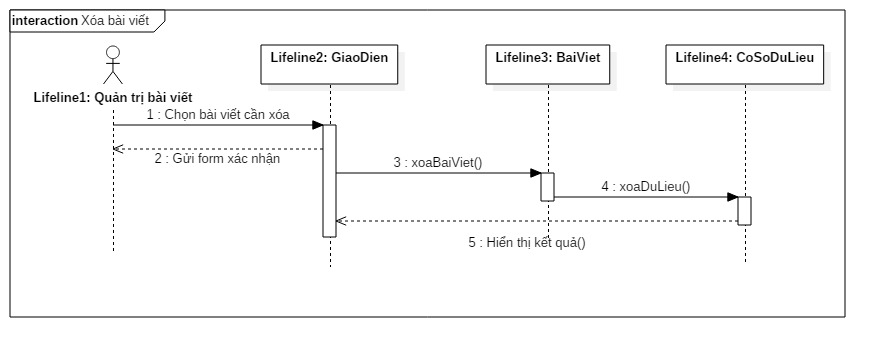 interaction Xóa bài viết
Lifeline2: GiaoDien
Lifeline3: BaiViet
Lifeline4: CoSoDuLieu
Lifeline1: Quản trị bài viết
1 : Chọn bài viết cần xóa
2 : Gửi form xác nhận
3 : xoaBaiViet()
4 : xoaDuLieu()
5 : Hiển thị kết quả()